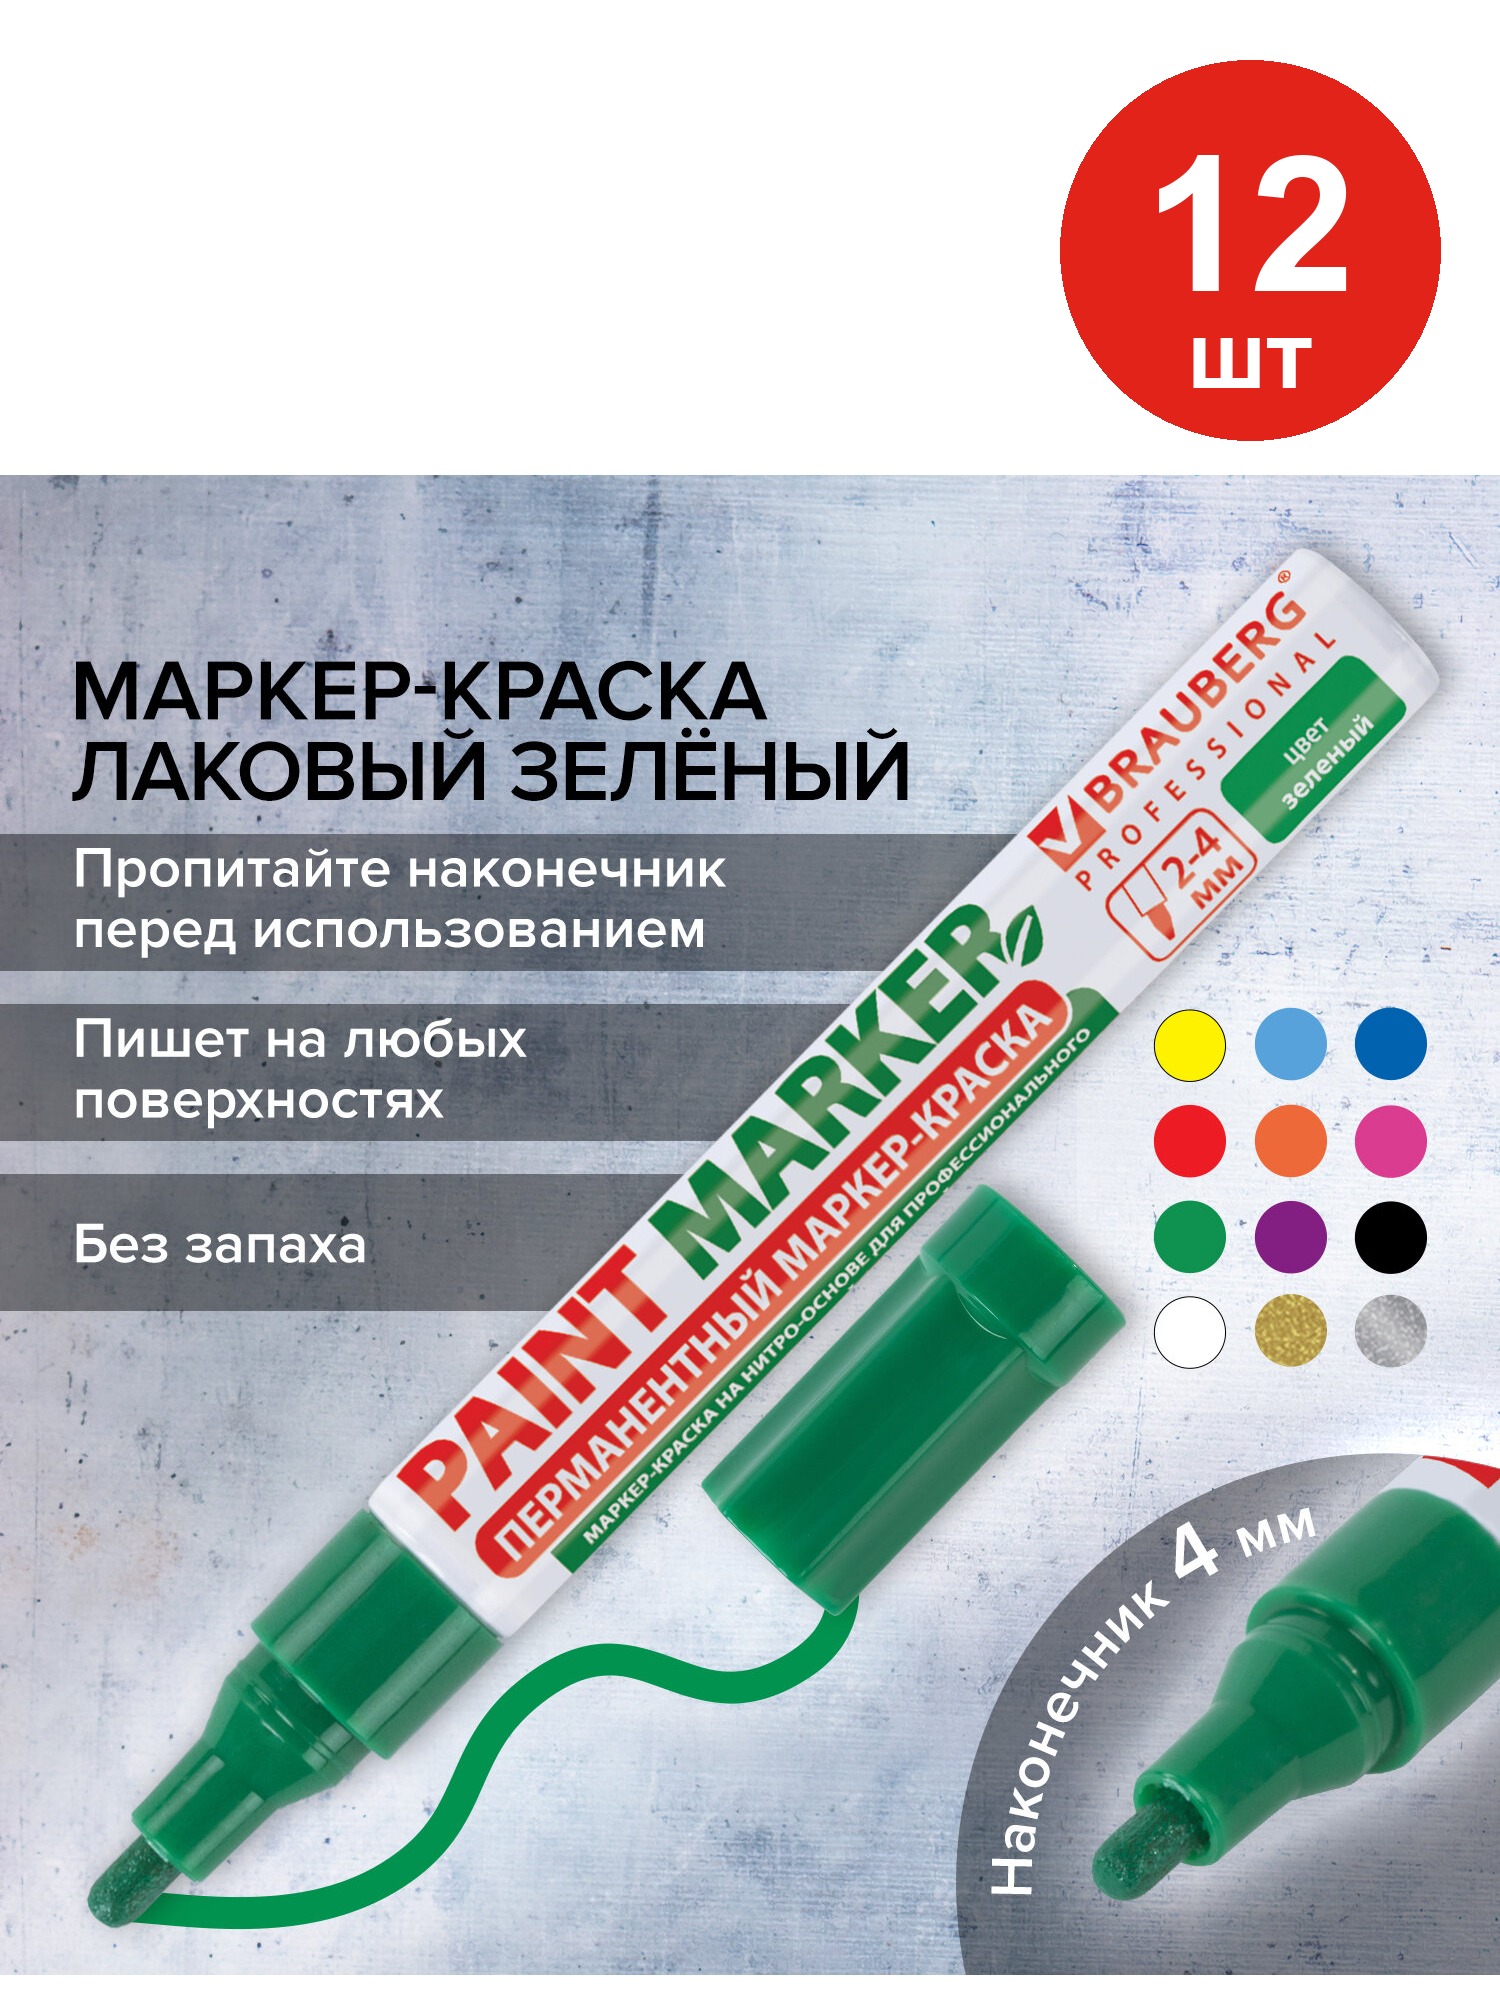 12
шт
МАРКЕР-КРАСКА
ЛАКОВЫЙ ЗЕЛЁНЫЙ
Пропитайте наконечник
перед использованием
Пишет на любых
поверхностях
Без запаха
BRAUBERG®
PROFESSIONAL
цвет
зеленый
2-4
мм
PAINT MARKER
ПЕРМАНЕНТНЫЙ МАРКЕР-КРАСКА
МАРКЕР-КРАСКА НА НИТРО-ОСНОВЕ ДЛЯ ПРОФЕССИОНАЛЬНОГО
Наконечник 4 мм